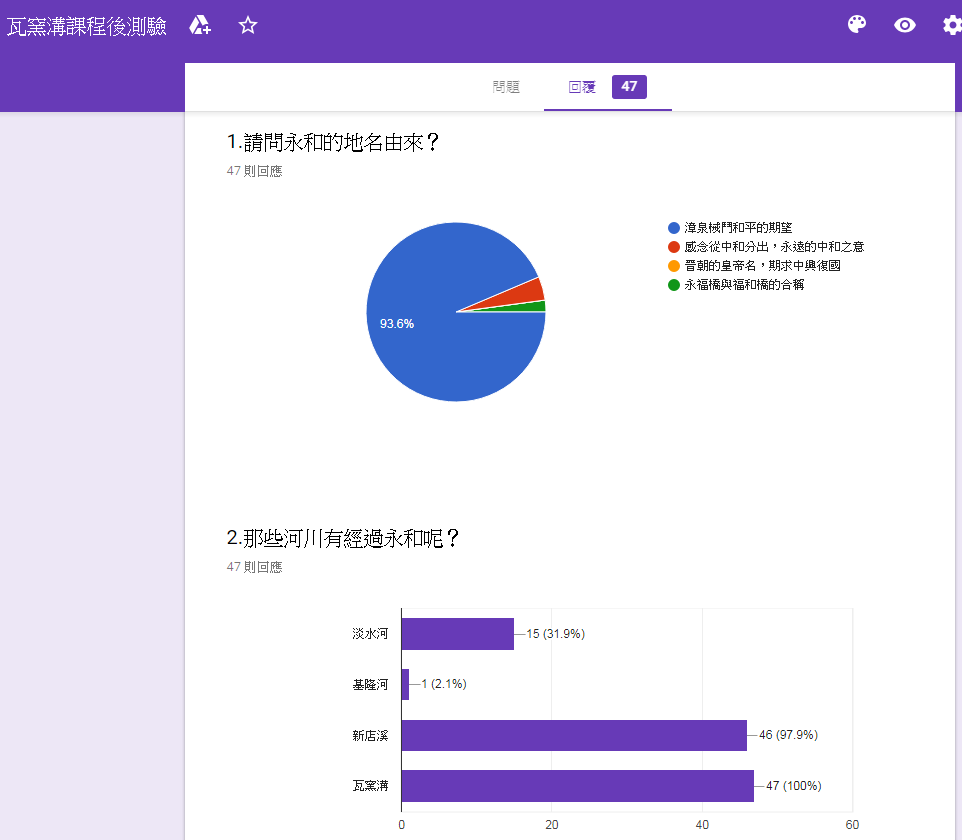 瓦窯溝課程後測驗
問題 回覆 47
1.請問永和的地名由來？
47 則回應
93.6%
漳泉械鬥和平的期望
感念從中和分出，永遠的中和之意
晉朝的皇帝名，期求中興復國
永福橋與福和橋的合稱
2.那些河川有經過永和呢？
47 則回應
淡水河 15 (31.9%)
基隆河 1 (2.1%)
新店溪 46 (97.9%)
瓦窯溝 47 (100%)
0 20 40 60